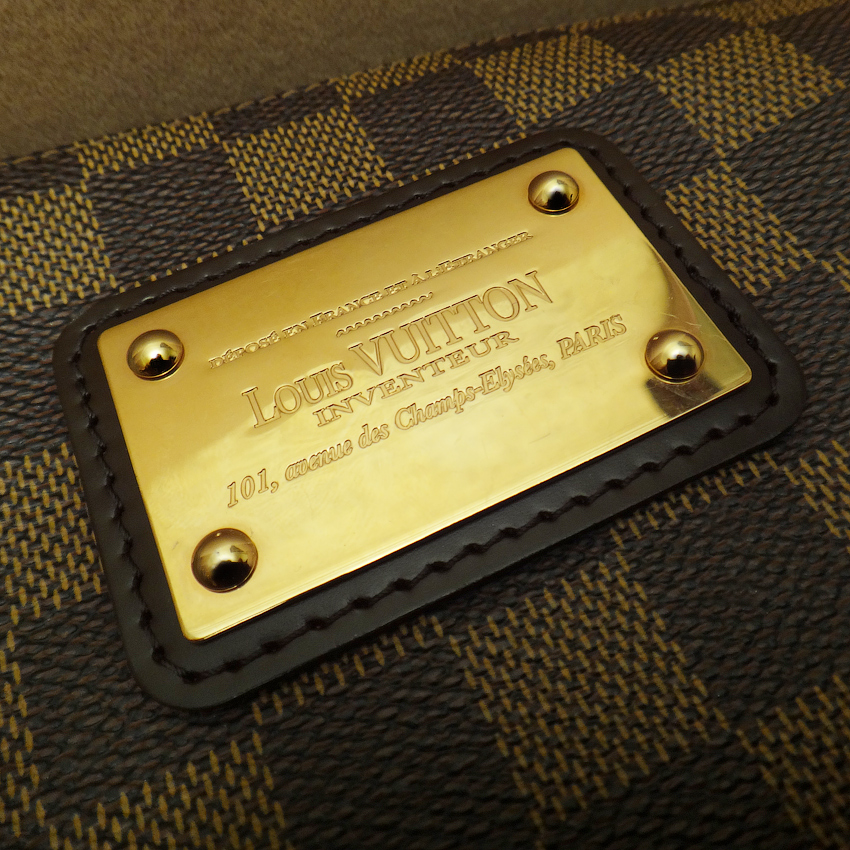 DÉPOSÉ EN FRANCE ET À L'ÉTRANGER
LOUIS VUITTON
INVENTEUR
101, avenue des Champs-Elysées, PARIS